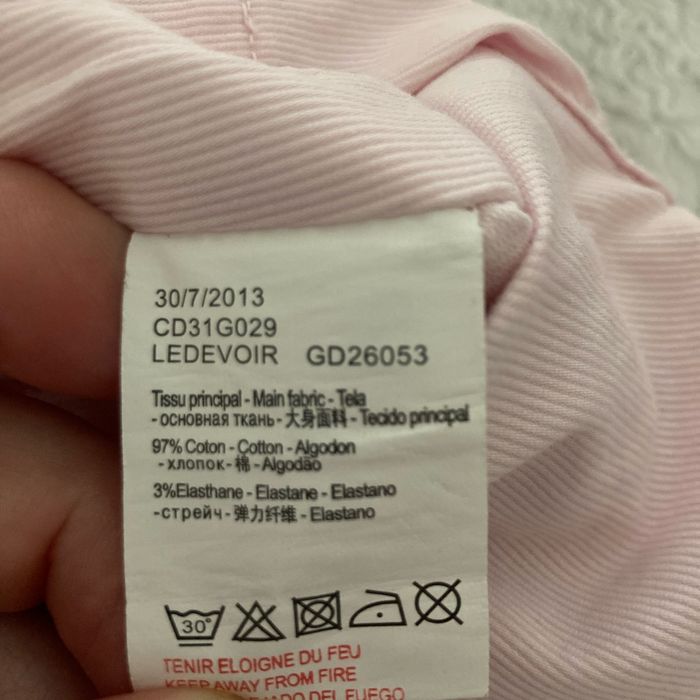 30/7/2013
CD31G029
LEDEVOIR GD26053
Tissu principal - Main fabric - Tela
- основная ткань - 大身面料 - Tecido principal
97% Coton - Cotton - Algodon
- хлопок - 棉 - Algodão
3%Elasthane - Elastane - Elastano
-стрейч - 弹力纤维 - Elastano
30°
TENIR ELOIGNE DU FEU
KEEP AWAY FROM FIRE
DEL FUEGO